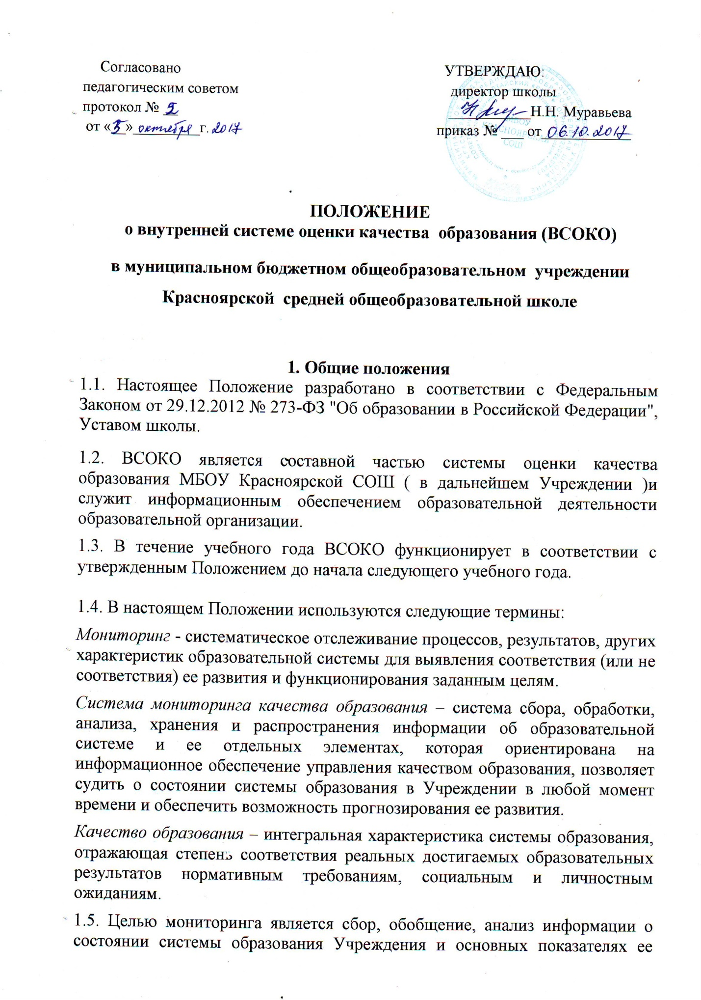 Согласовано
педагогическим советом
протокол № 2
от «5» октября г. 2017
УТВЕРЖДАЮ:
директор школы
Н.Н. Муравьева
приказ № ___ от 06.10.2017
МБОУ
КРАСНОЯРСКАЯ
СОШ
ПОЛОЖЕНИЕ
о внутренней системе оценки качества образования (ВСОКО)
в муниципальном бюджетном общеобразовательном учреждении
Красноярской средней общеобразовательной школе
1. Общие положения
1.1. Настоящее Положение разработано в соответствии с Федеральным
Законом от 29.12.2012 № 273-ФЗ "Об образовании в Российской Федерации",
Уставом школы.
1.2. ВСОКО является составной частью системы оценки качества
образования МБОУ Красноярской СОШ ( в дальнейшем Учреждении )и
служит информационным обеспечением образовательной деятельности
образовательной организации.
1.3. В течение учебного года ВСОКО функционирует в соответствии с
утвержденным Положением до начала следующего учебного года.
1.4. В настоящем Положении используются следующие термины:
Мониторинг - систематическое отслеживание процессов, результатов, других
характеристик образовательной системы для выявления соответствия (или не
соответствия) ее развития и функционирования заданным целям.
Система мониторинга качества образования – система сбора, обработки,
анализа, хранения и распространения информации об образовательной
системе и ее отдельных элементах, которая ориентирована на
информационное обеспечение управления качеством образования, позволяет
судить о состоянии системы образования в Учреждении в любой момент
времени и обеспечить возможность прогнозирования ее развития.
Качество образования – интегральная характеристика системы образования,
отражающая степень соответствия реальных достигаемых образовательных
результатов нормативным требованиям, социальным и личностным
ожиданиям.
1.5. Целью мониторинга является сбор, обобщение, анализ информации о
состоянии системы образования Учреждения и основных показателях ее